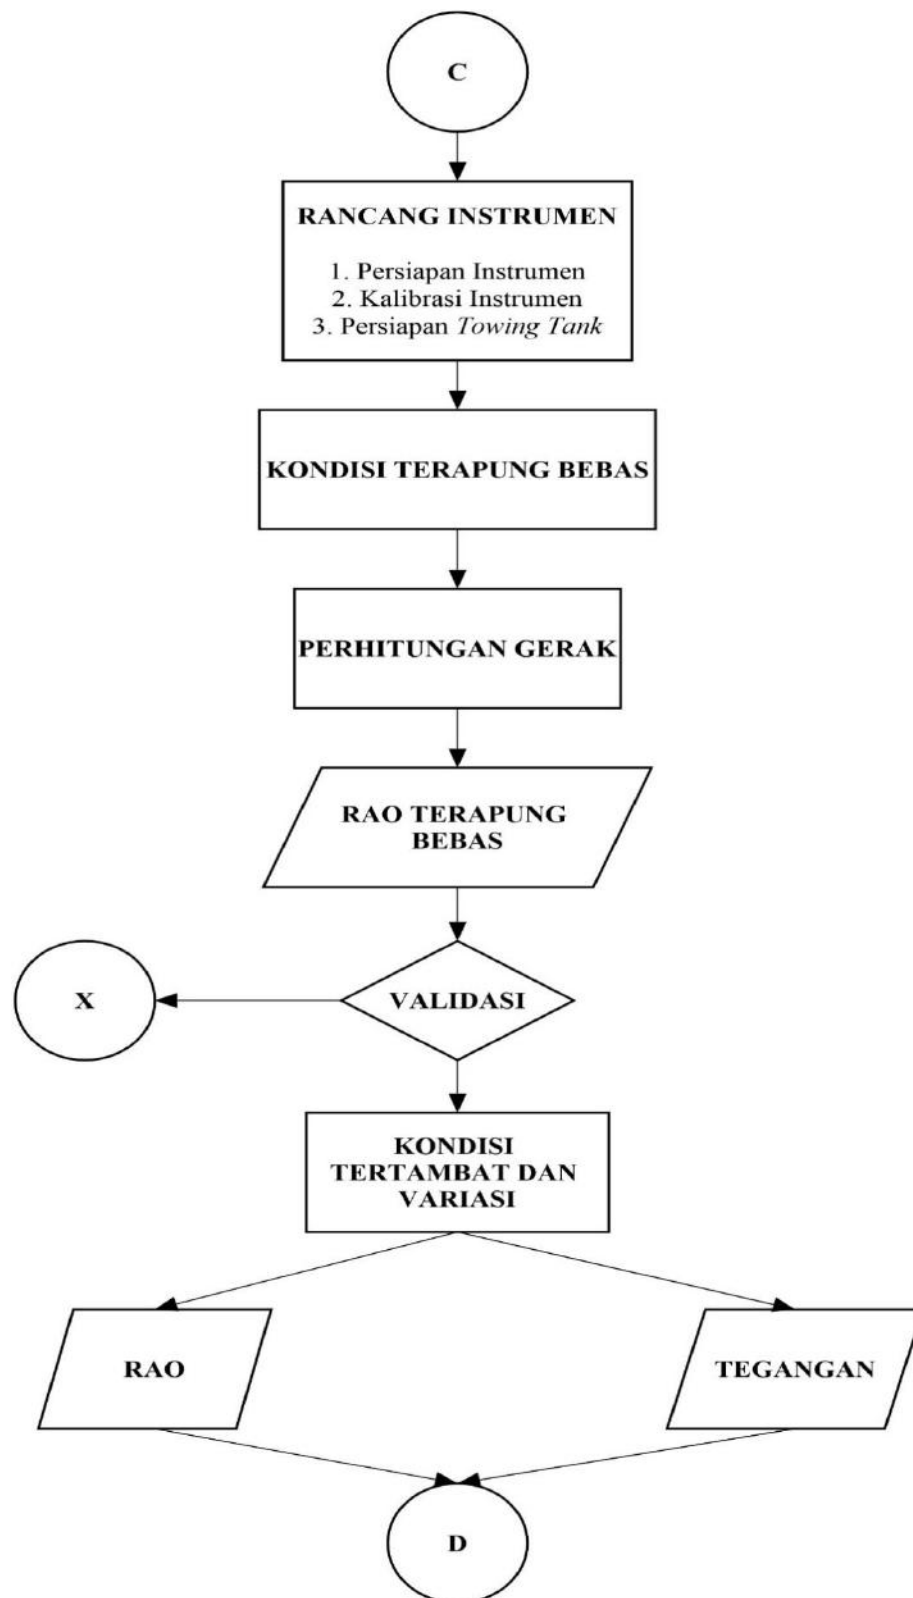 C
RANCANG INSTRUMEN
1. Persiapan Instrumen
2. Kalibrasi Instrumen
3. Persiapan Towing Tank
KONDISI TERAPUNG BEBAS
PERHITUNGAN GERAK
RAO TERAPUNG
BEBAS
X
VALIDASI
KONDISI
TERTAMBAT DAN
VARIASI
RAO
TEGANGAN
D